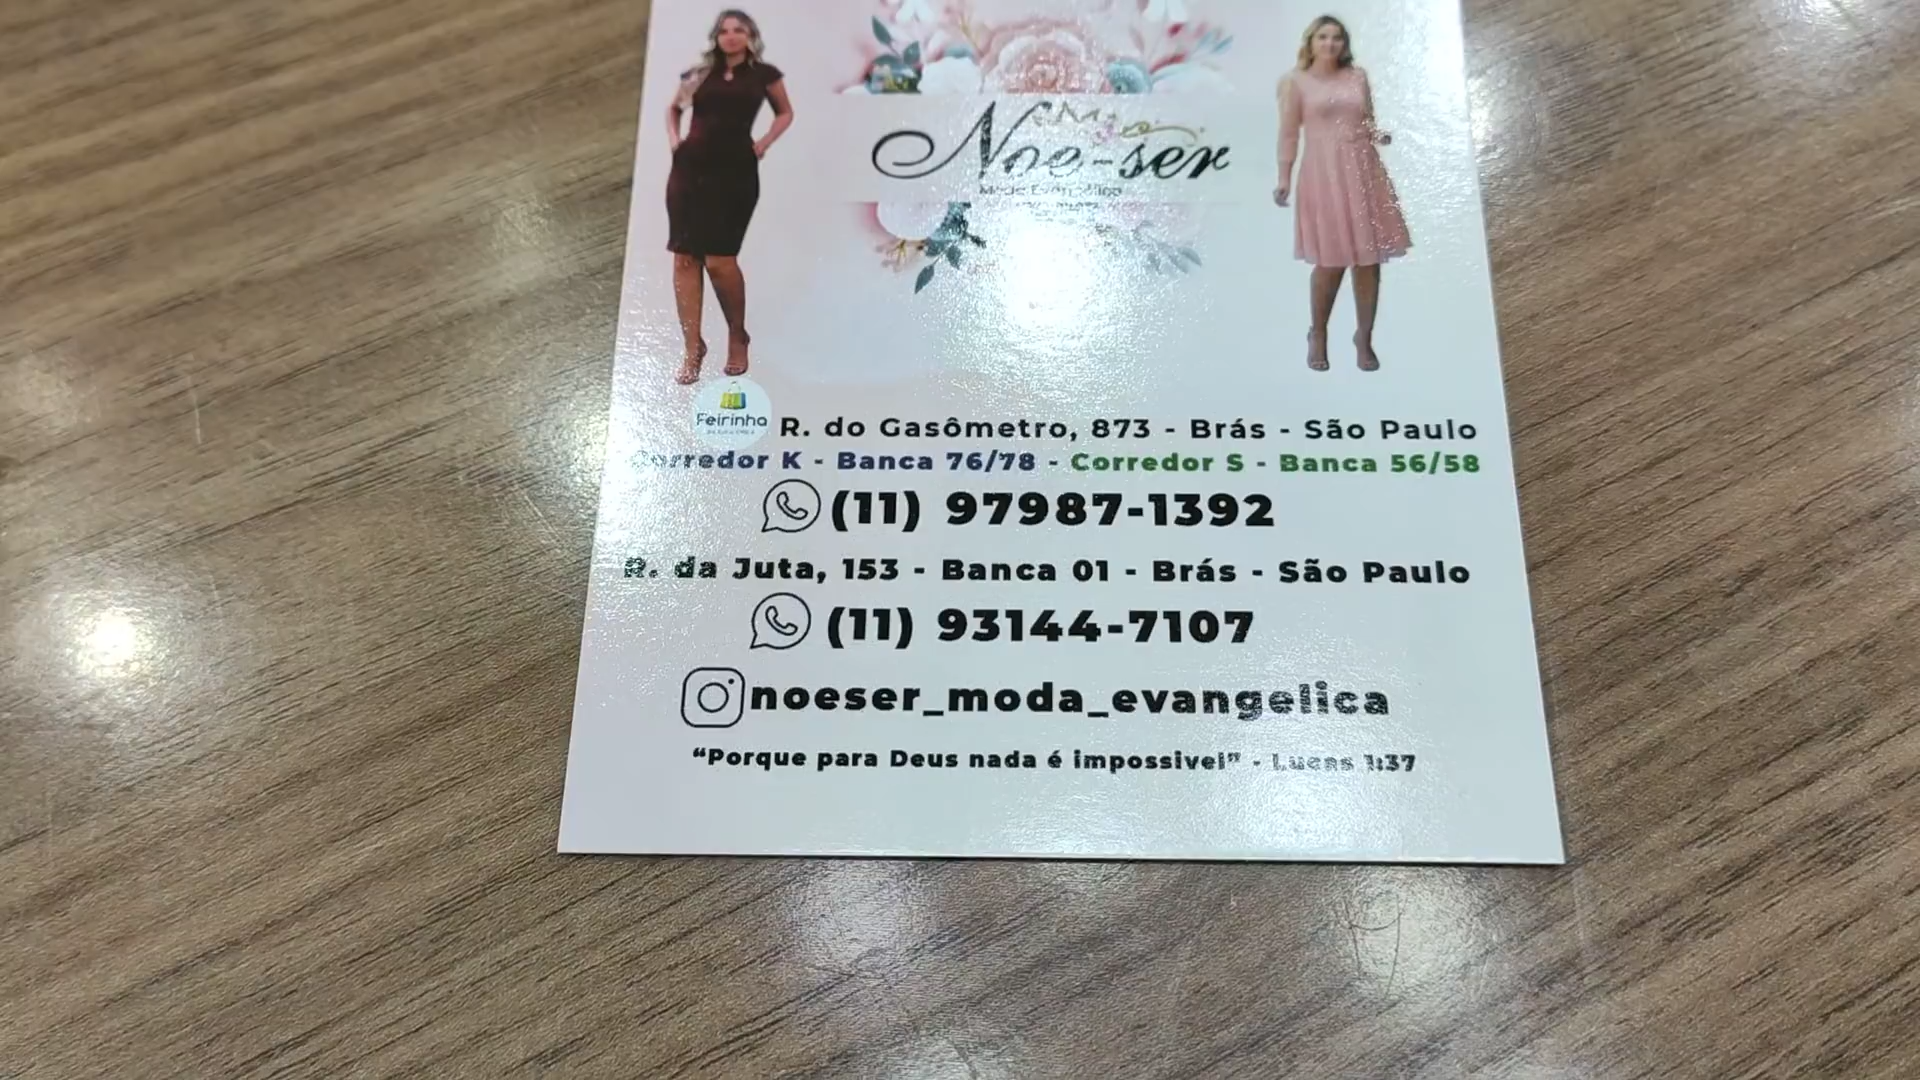 Noe-ser
Moda Evangélica
Feirinha
R. do Gasômetro, 873 - Brás - São Paulo
Corredor K - Banca 76/78 - Corredor S - Banca 56/58
(11) 97987-1392
R. da Juta, 153 - Banca 01 - Brás - São Paulo
(11) 93144-7107
noeser_moda_evangelica
“Porque para Deus nada é impossivel” - Lucas 1:37